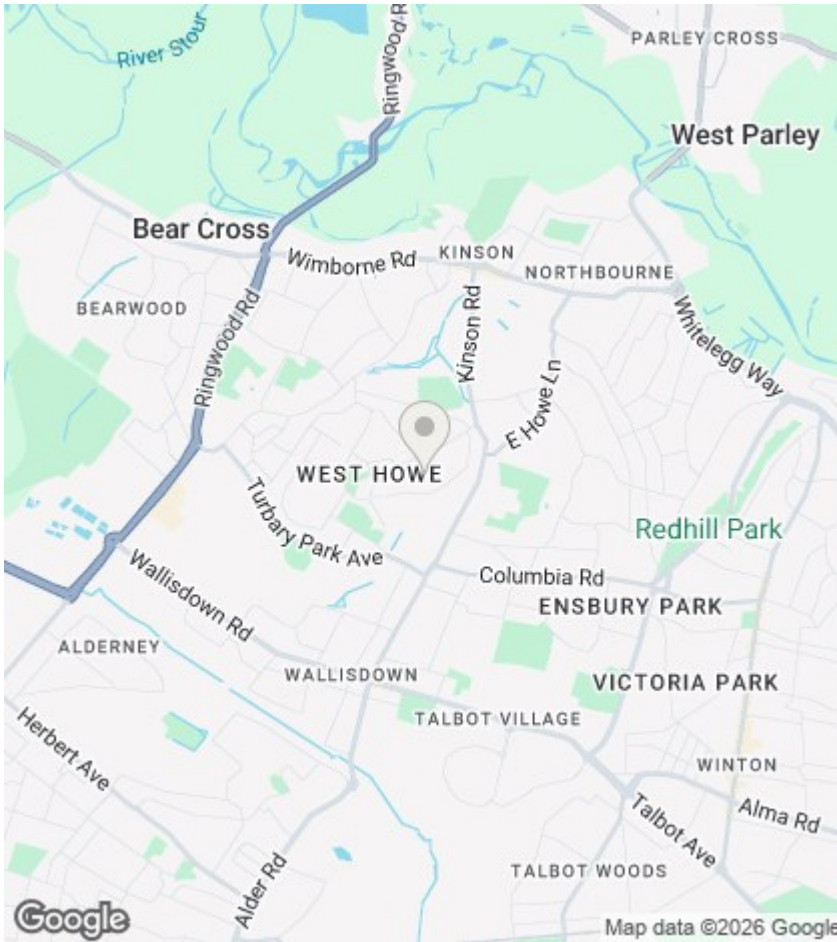 River Stour
Ringwood R
PARLEY CROSS
West Parley
Bear Cross
Wimborne Rd
KINSON
NORTHBOURNE
BEARWOOD
Ringwood Rd
Kinson Rd
Whitelegg Way
E Howe Ln
WEST HOWE
Turbary Park Ave
Redhill Park
Wallisdown Rd
Columbia Rd
ENSBURY PARK
ALDERNEY
WALLISDOWN
VICTORIA PARK
TALBOT VILLAGE
Herbert Ave
WINTON
Talbot Ave
Alma Rd
TALBOT WOODS
Alder Rd
Google
Map data ©2026 Google